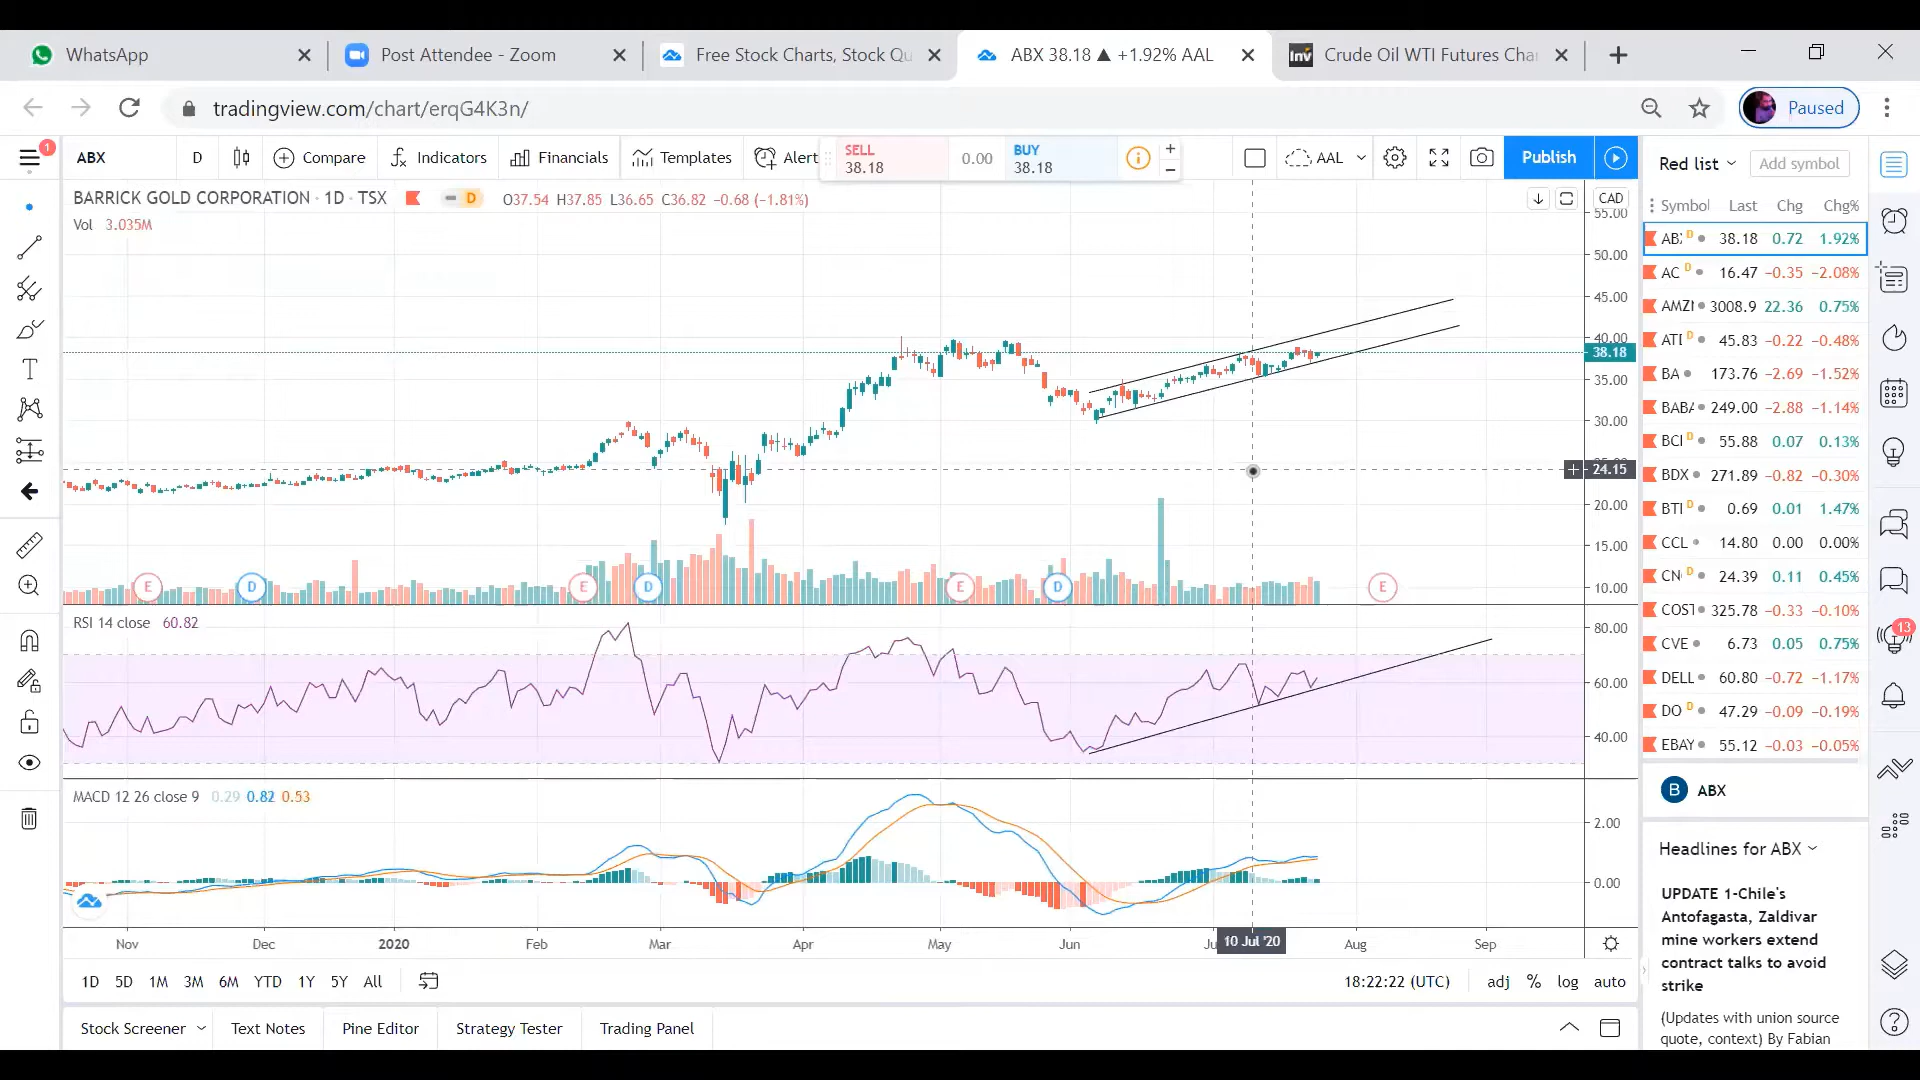 WhatsApp
Post Attendee - Zoom
Free Stock Charts, Stock Qu
ABX 38.18 ▲ +1.92% AAL
Inv Crude Oil WTI Futures Char
tradingview.com/chart/erqG4K3n/
Paused
1
ABX
D
Compare
Indicators
Financials
Templates
Alert
SELL
38.18
0.00
BUY
38.18
AAL
Publish
BARRICK GOLD CORPORATION · 1D · TSX
D
O37.54 H37.85 L36.65 C36.82 −0.68 (−1.81%)
Vol 3.035M
CAD
55.00
50.00
45.00
40.00
38.18
35.00
30.00
24.15
20.00
15.00
10.00
E D E D E D E
RSI 14 close 60.82
80.00
60.00
40.00
MACD 12 26 close 9 0.29 0.82 0.53
2.00
0.00
Nov Dec 2020 Feb Mar Apr May Jun 10 Jul '20 Aug Sep
1D 5D 1M 3M 6M YTD 1Y 5Y All
18:22:22 (UTC)
adj % log auto
Stock Screener
Text Notes
Pine Editor
Strategy Tester
Trading Panel
Red list
Add symbol
Symbol Last Chg Chg%
D 38.18 0.72 1.92%
AC D 16.47 −0.35 −2.08%
3008.9 22.36 0.75%
D 45.83 −0.22 −0.48%
BA 173.76 −2.69 −1.52%
BABA 249.00 −2.88 −1.14%
BCI D 55.88 0.07 0.13%
BDX 271.89 −0.82 −0.30%
BTI D 0.69 0.01 1.47%
CCL 14.80 0.00 0.00%
D 24.39 0.11 0.45%
COST 325.78 −0.33 −0.10%
CVE 6.73 0.05 0.75%
DELL 60.80 −0.72 −1.17%
DO D 47.29 −0.09 −0.19%
EBAY 55.12 −0.03 −0.05%
13
B ABX
Headlines for ABX
UPDATE 1-Chile's
Antofagasta, Zaldivar
mine workers extend
contract talks to avoid
strike
(Updates with union source
quote, context) By Fabian